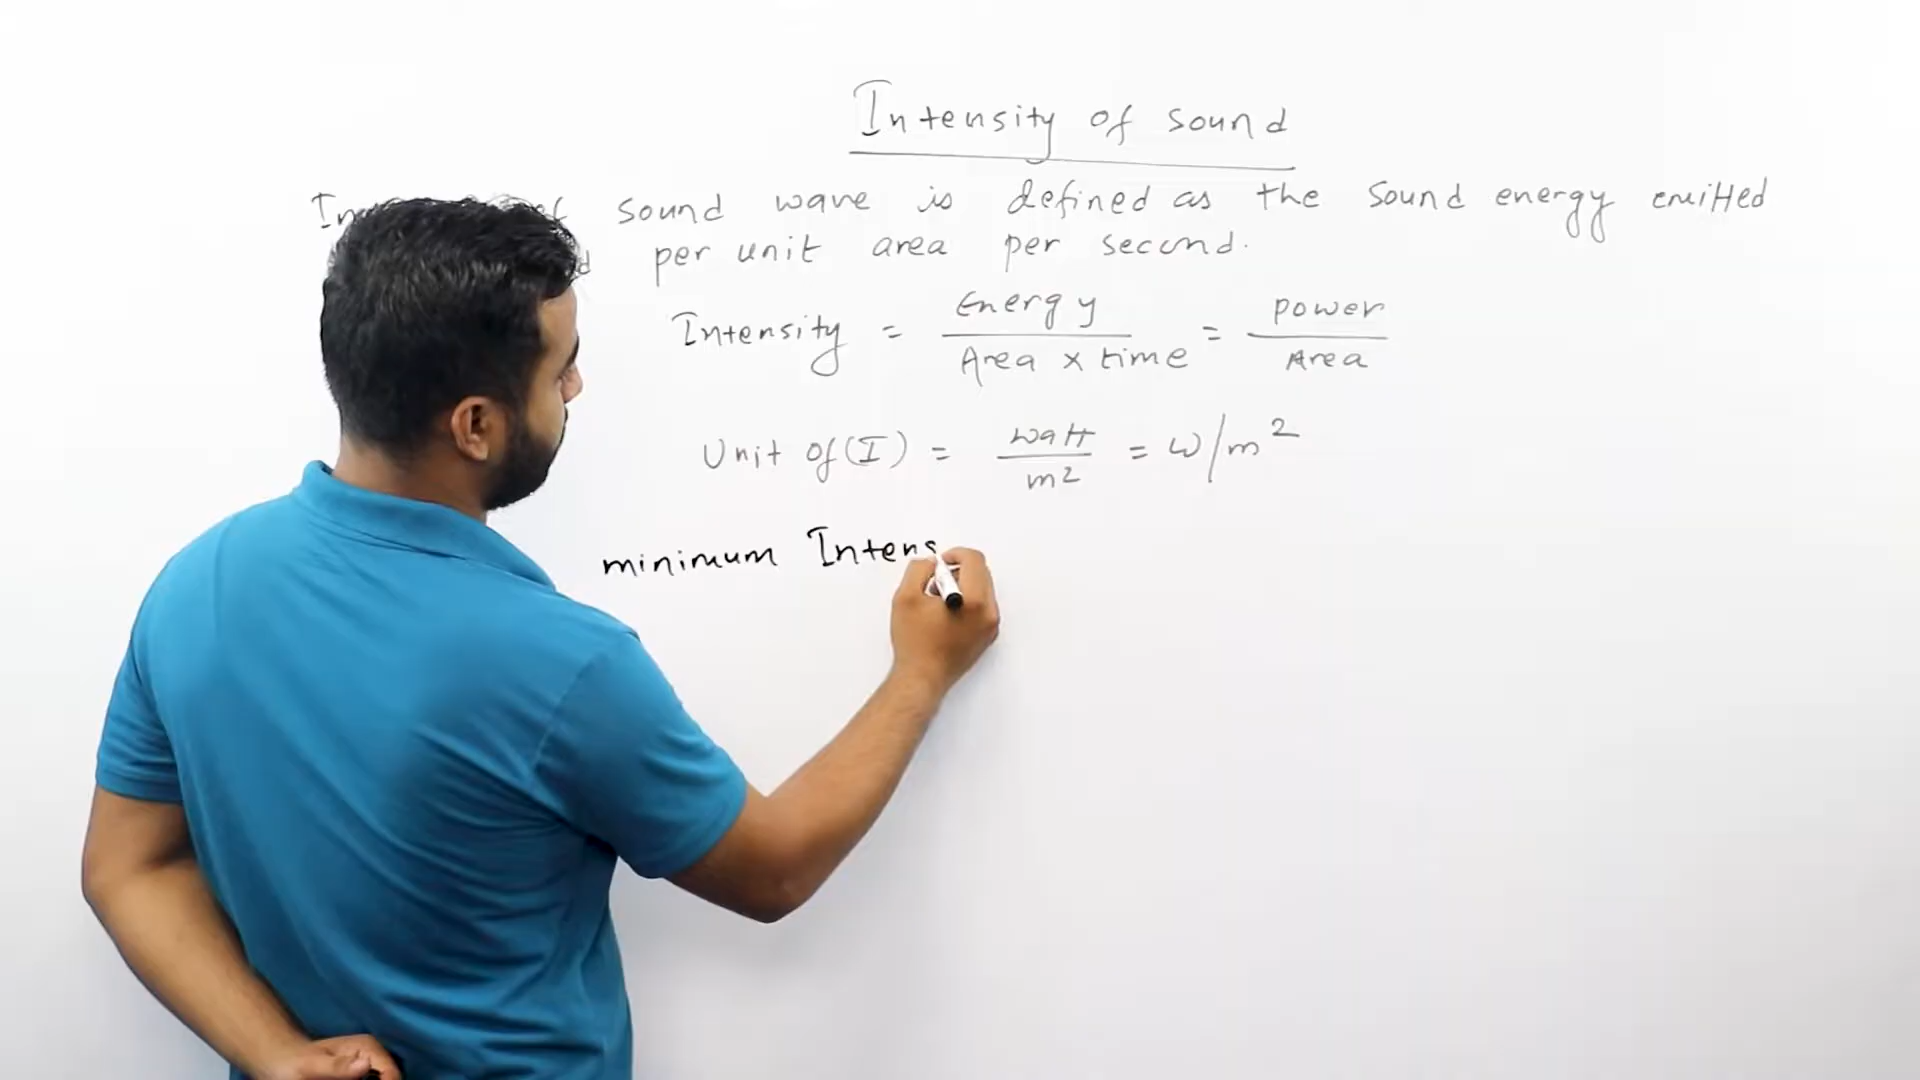 Intensity of sound
sound wave is defined as the sound energy emitted
per unit area per second.
Intensity = Energy / Area × time = power / Area
Unit of (I) = watt / m² = W/m²
minimum Intens